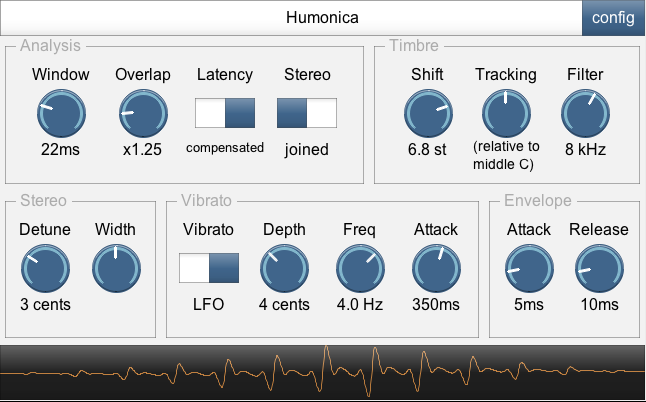 Humonica
config
Analysis
Timbre
Window Overlap Latency Stereo
Shift Tracking Filter
22ms x1.25 compensated joined
6.8 st (relative to middle C) 8 kHz
Stereo
Vibrato
Envelope
Detune Width
Vibrato Depth Freq Attack
Attack Release
3 cents
LFO 4 cents 4.0 Hz 350ms
5ms 10ms